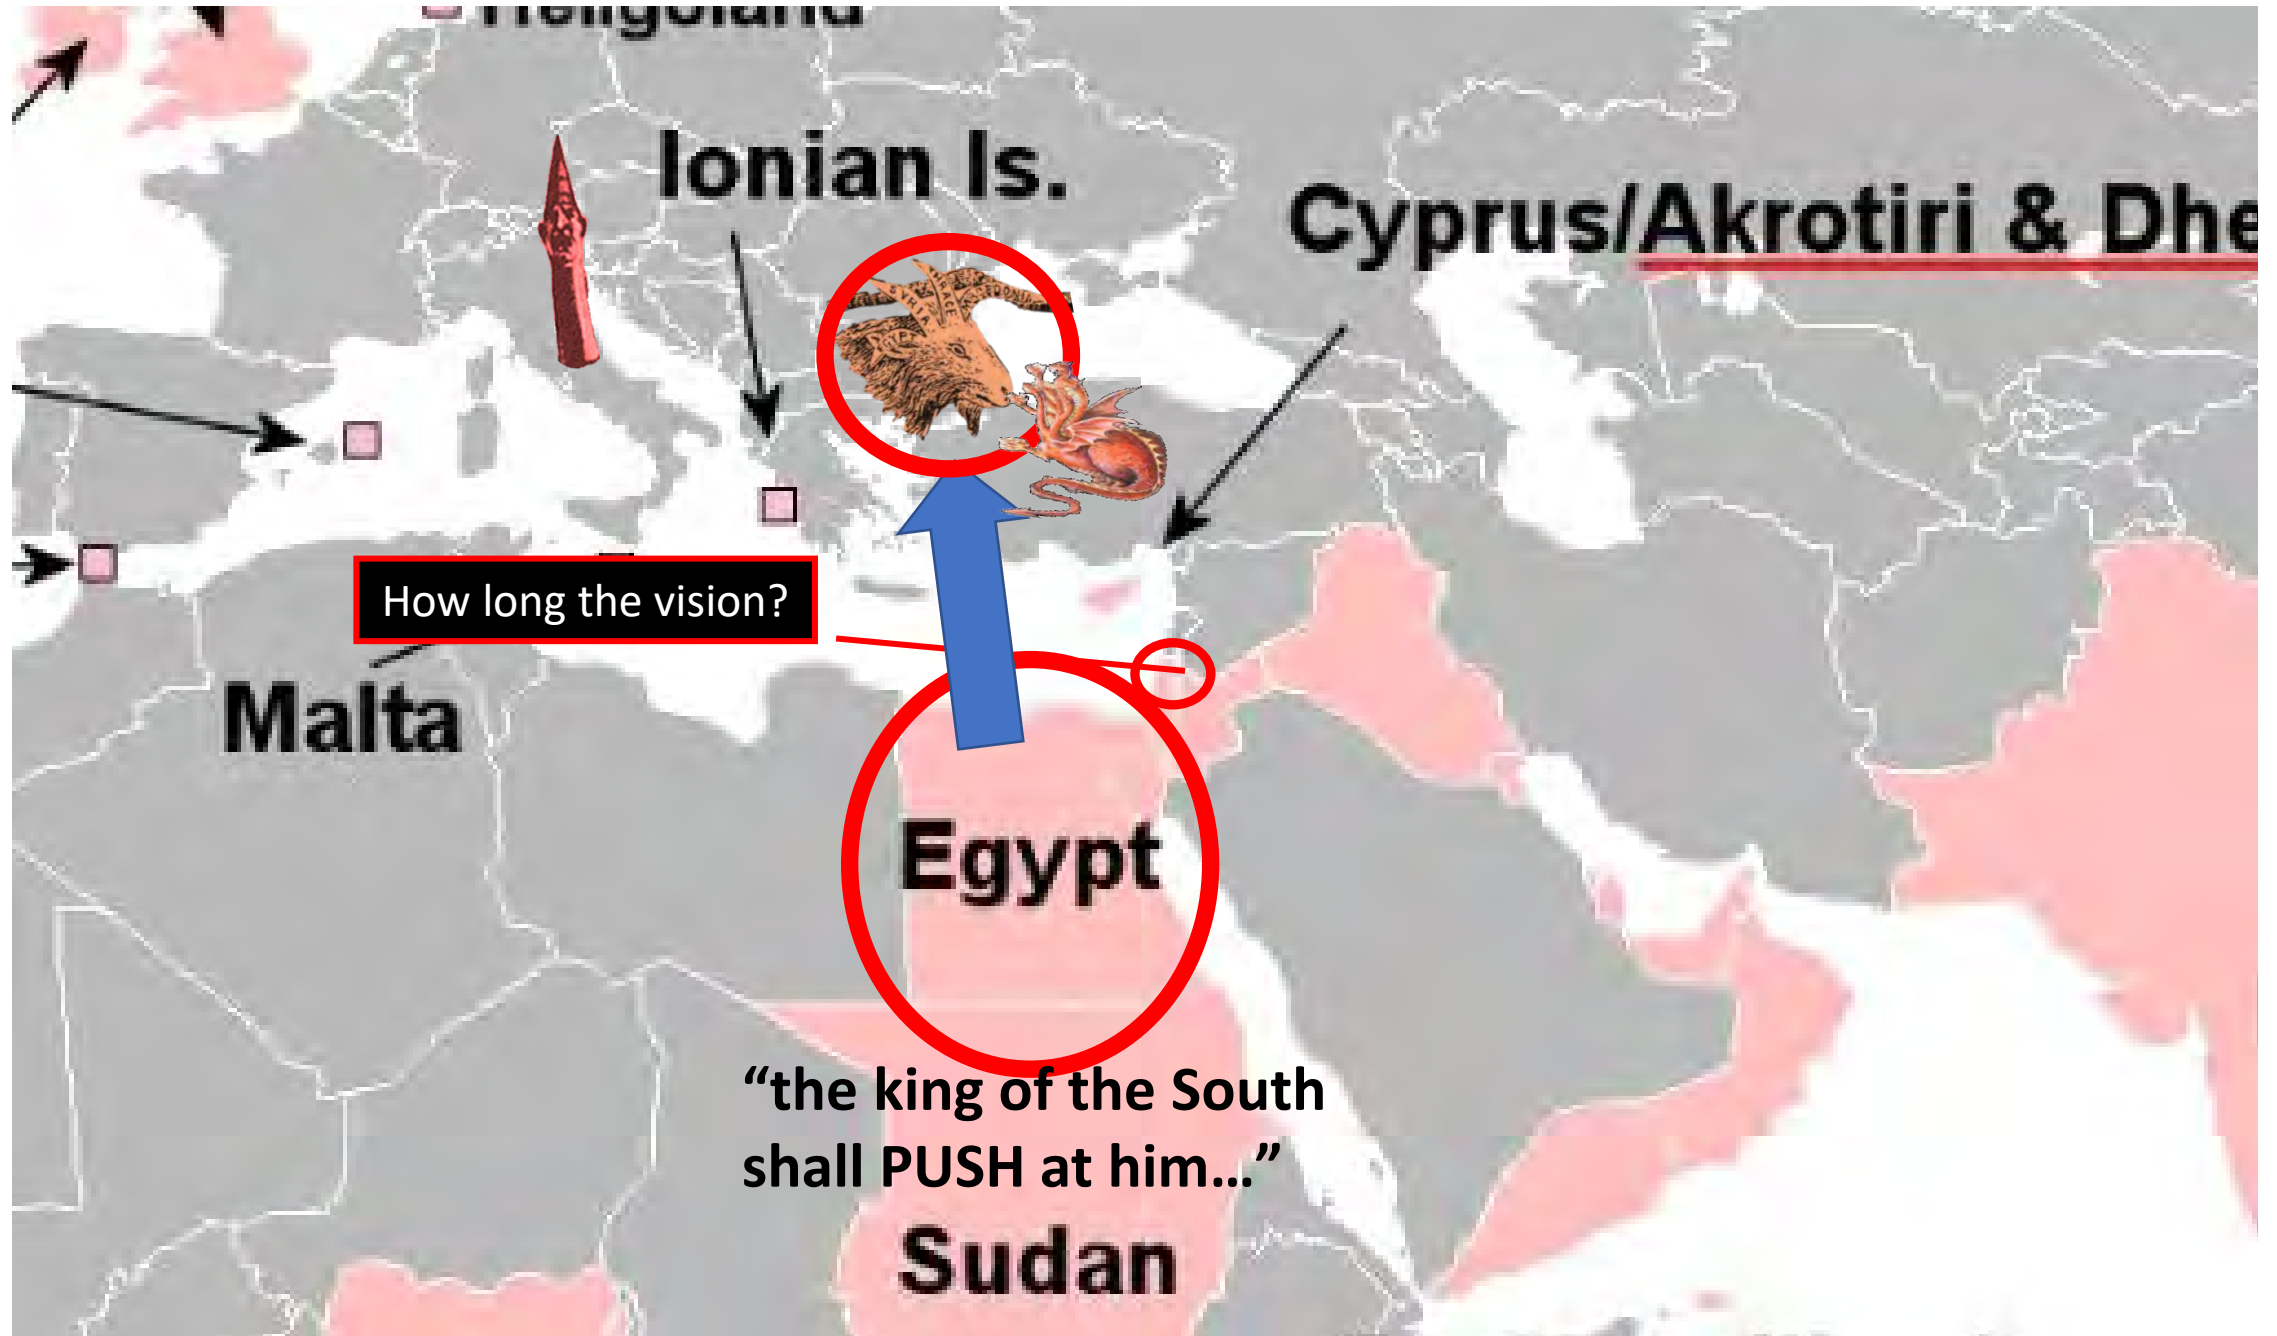 Heligoland
Ionian Is.
Cyprus/Akrotiri & Dhe
How long the vision?
Malta
Egypt
“the king of the South
shall PUSH at him…”
Sudan